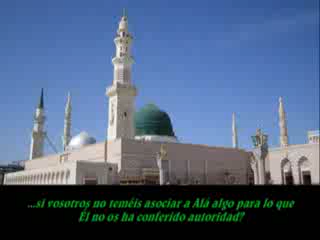 ...si vosotros no teméis asociar a Alá algo para lo que
Él no os ha conferido autoridad?